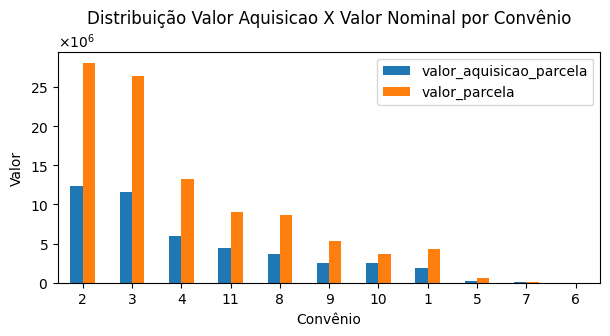 Distribuição Valor Aquisicao X Valor Nominal por Convênio
×10⁶
valor_aquisicao_parcela
valor_parcela
25
20
15
10
5
0
Valor
2 3 4 11 8 9 10 1 5 7 6
Convênio